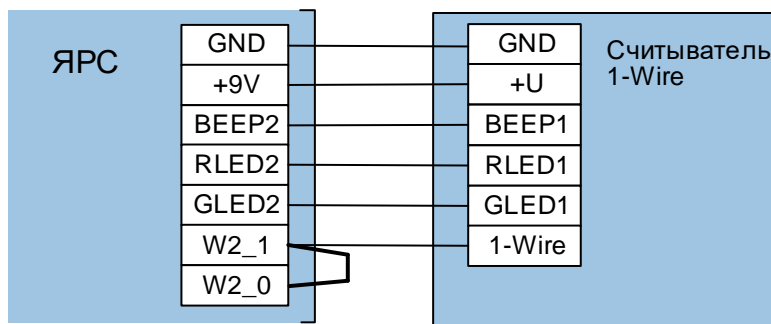 ЯРС
GND
+9V
BEEP2
RLED2
GLED2
W2_1
W2_0
GND
+U
BEEP1
RLED1
GLED1
1-Wire
Считыватель
1-Wire